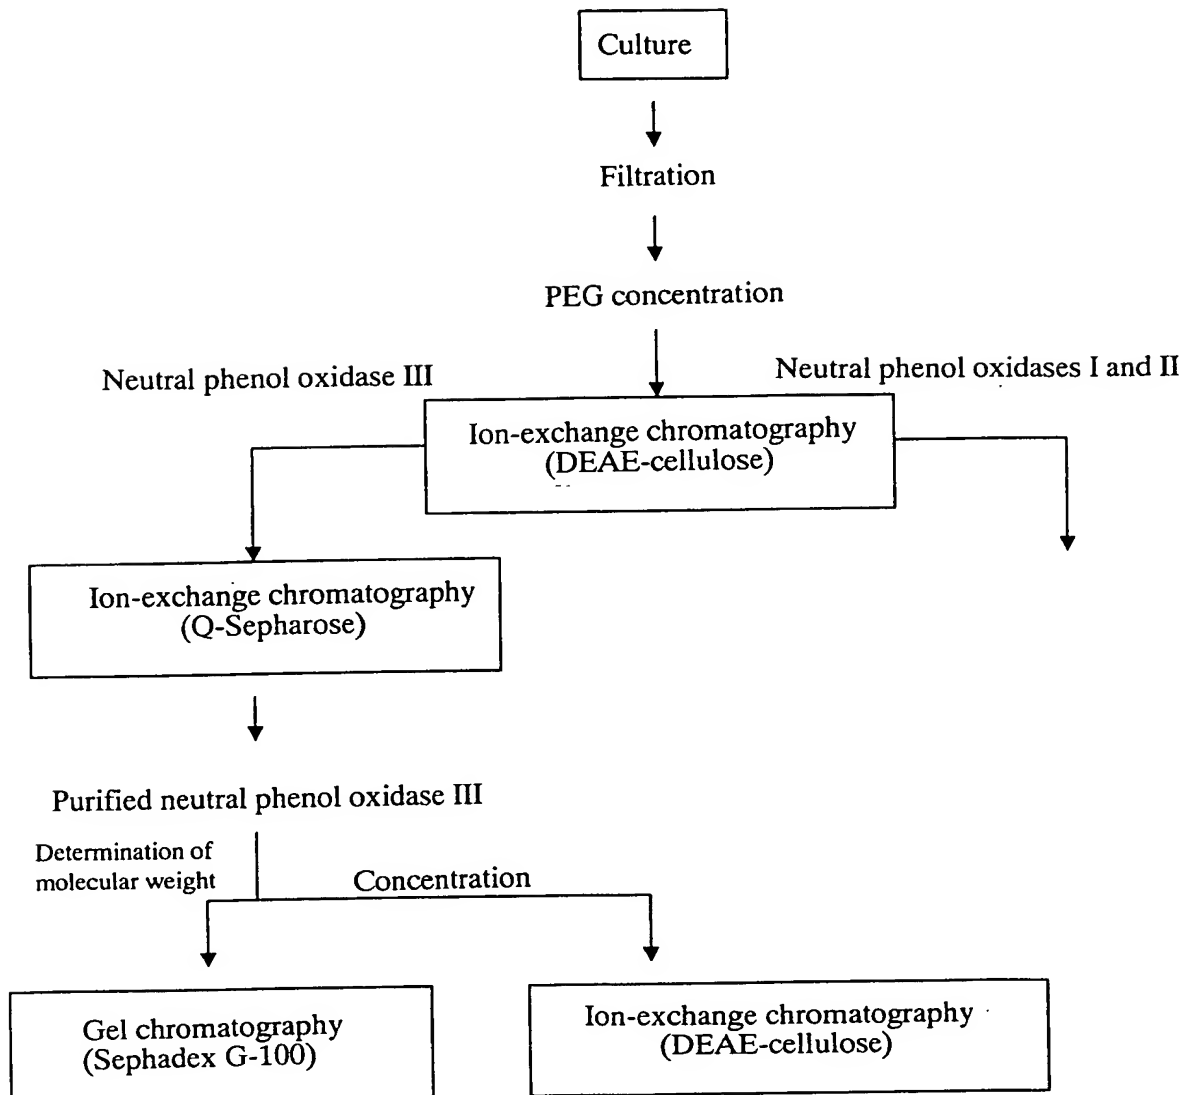 Culture
Filtration
PEG concentration
Neutral phenol oxidase III
Neutral phenol oxidases I and II
Ion-exchange chromatography
(DEAE-cellulose)
Ion-exchange chromatography
(Q-Sepharose)
Purified neutral phenol oxidase III
Determination of
molecular weight
Concentration
Gel chromatography
(Sephadex G-100)
Ion-exchange chromatography
(DEAE-cellulose)